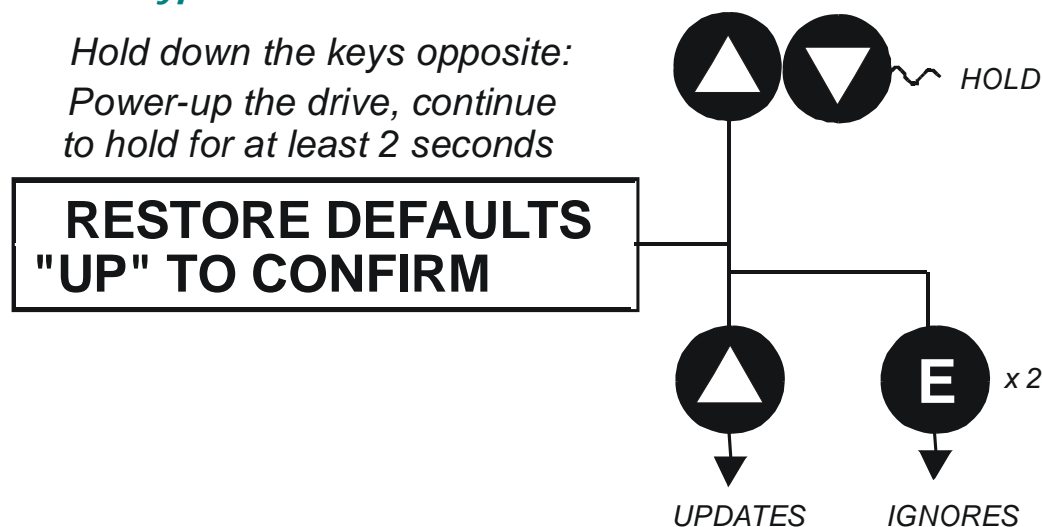 Hold down the keys opposite:
Power-up the drive, continue
to hold for at least 2 seconds
HOLD
RESTORE DEFAULTS
"UP" TO CONFIRM
E
x 2
UPDATES
IGNORES